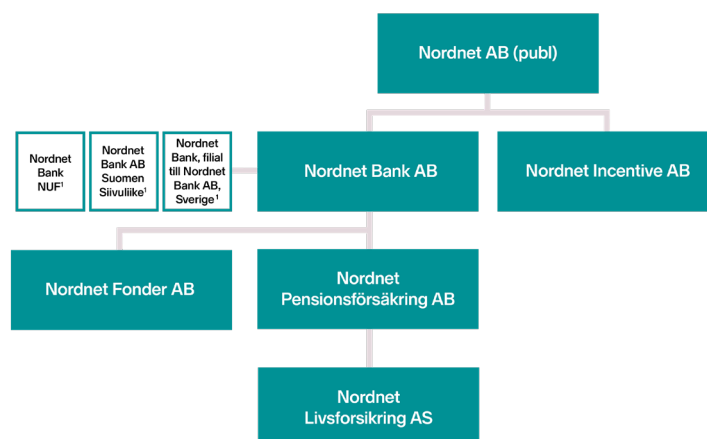 Nordnet AB (publ)
Nordnet
Bank
NUF¹
Nordnet
Bank AB
Suomen
Siivuliike¹
Nordnet
Bank, filial
till Nordnet
Bank AB,
Sverige¹
Nordnet Bank AB
Nordnet Incentive AB
Nordnet Fonder AB
Nordnet
Pensionsförsäkring AB
Nordnet
Livsforsikring AS